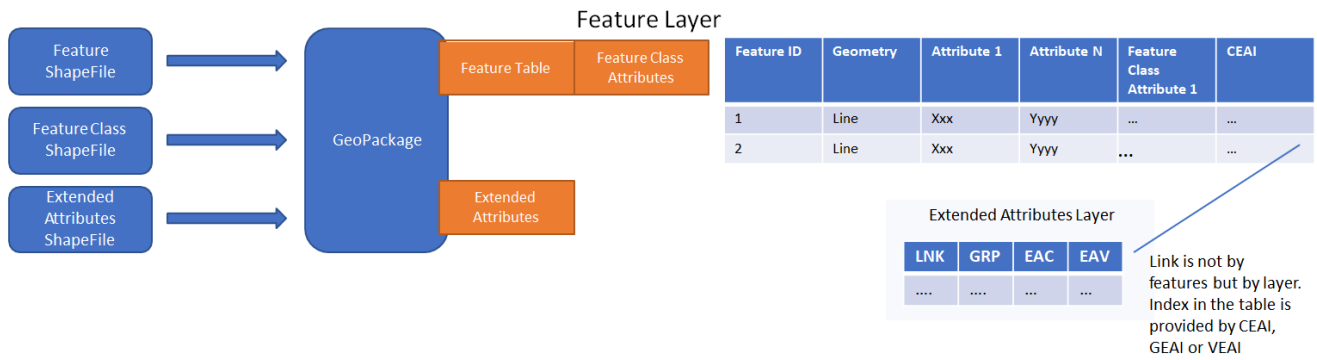 Feature Layer
Feature
ShapeFile
Feature Class
ShapeFile
Extended
Attributes
ShapeFile
GeoPackage
Feature Table
Feature Class
Attributes
Extended
Attributes
Feature ID Geometry Attribute 1 Attribute N Feature
Class
Attribute 1 CEAI
1 Line Xxx Yyyy ... ...
2 Line Xxx Yyyy ... ...
Extended Attributes Layer
LNK GRP EAC EAV
.... .... ... ...
Link is not by
features but by layer.
Index in the table is
provided by CEAI,
GEAI or VEAI